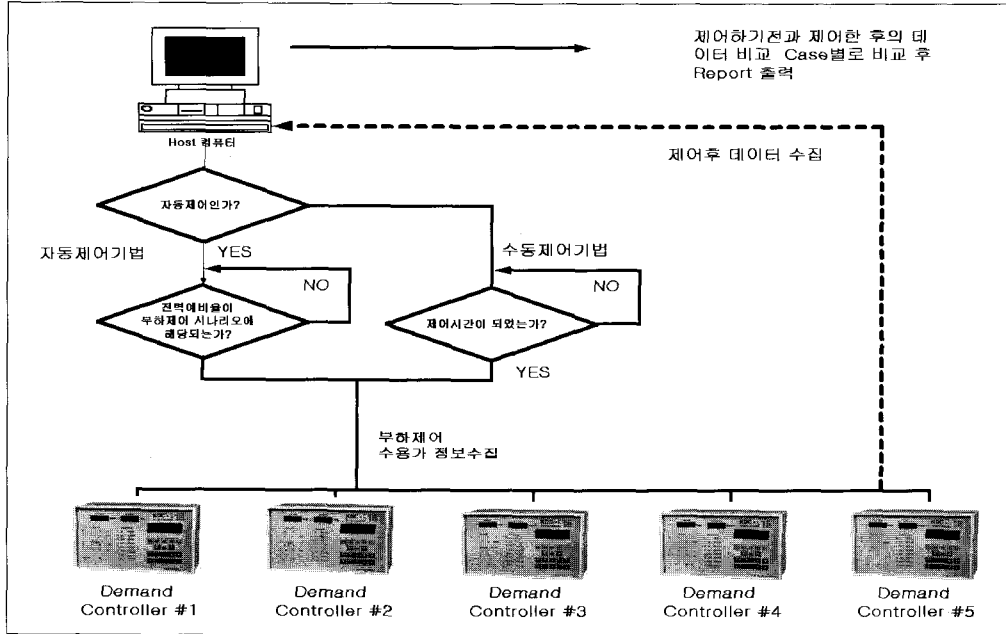 제어하기전과 제어한 후의 데
이터 비교 Case별로 비교 후
Report 출력
Host 컴퓨터
제어후 데이터 수집
자동제어인가?
자동제어기법
YES
수동제어기법
NO
NO
전력예비율이
부하제어 시나리오에
해당되는가?
제어시간이 되었는가?
YES
부하제어
수용가 정보수집
Demand
Controller #1
Demand
Controller #2
Demand
Controller #3
Demand
Controller #4
Demand
Controller #5